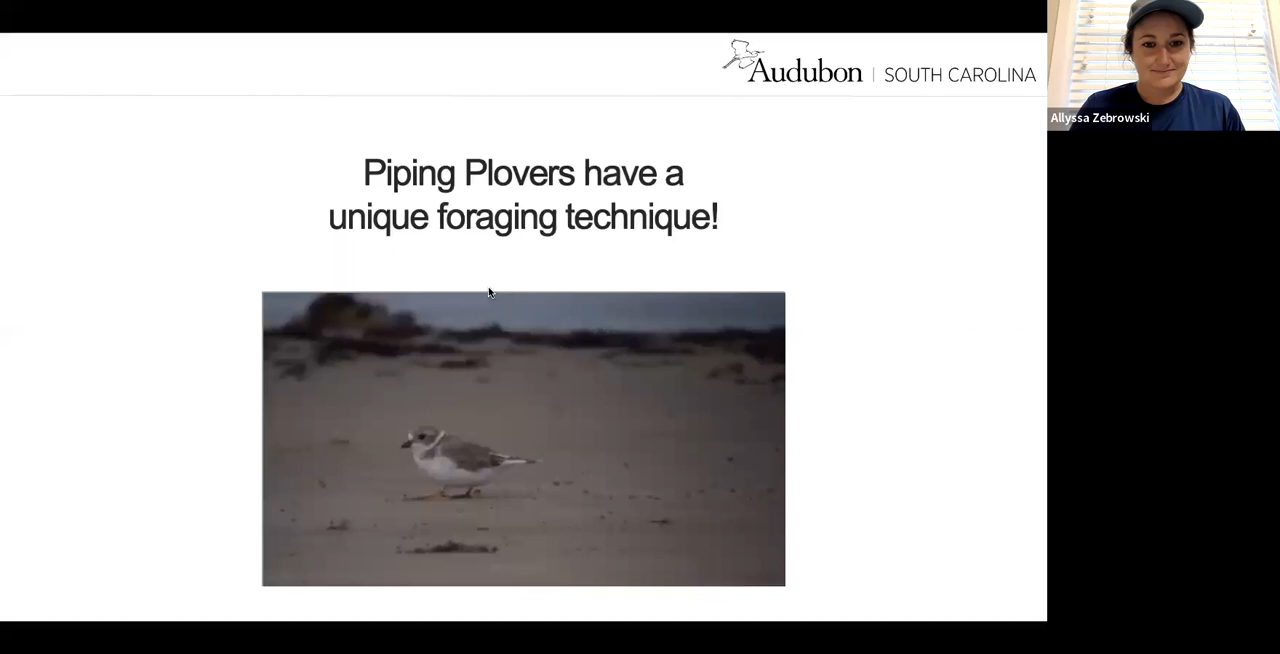 Audubon | SOUTH CAROLINA
Allyssa Zebrowski
Piping Plovers have a
unique foraging technique!